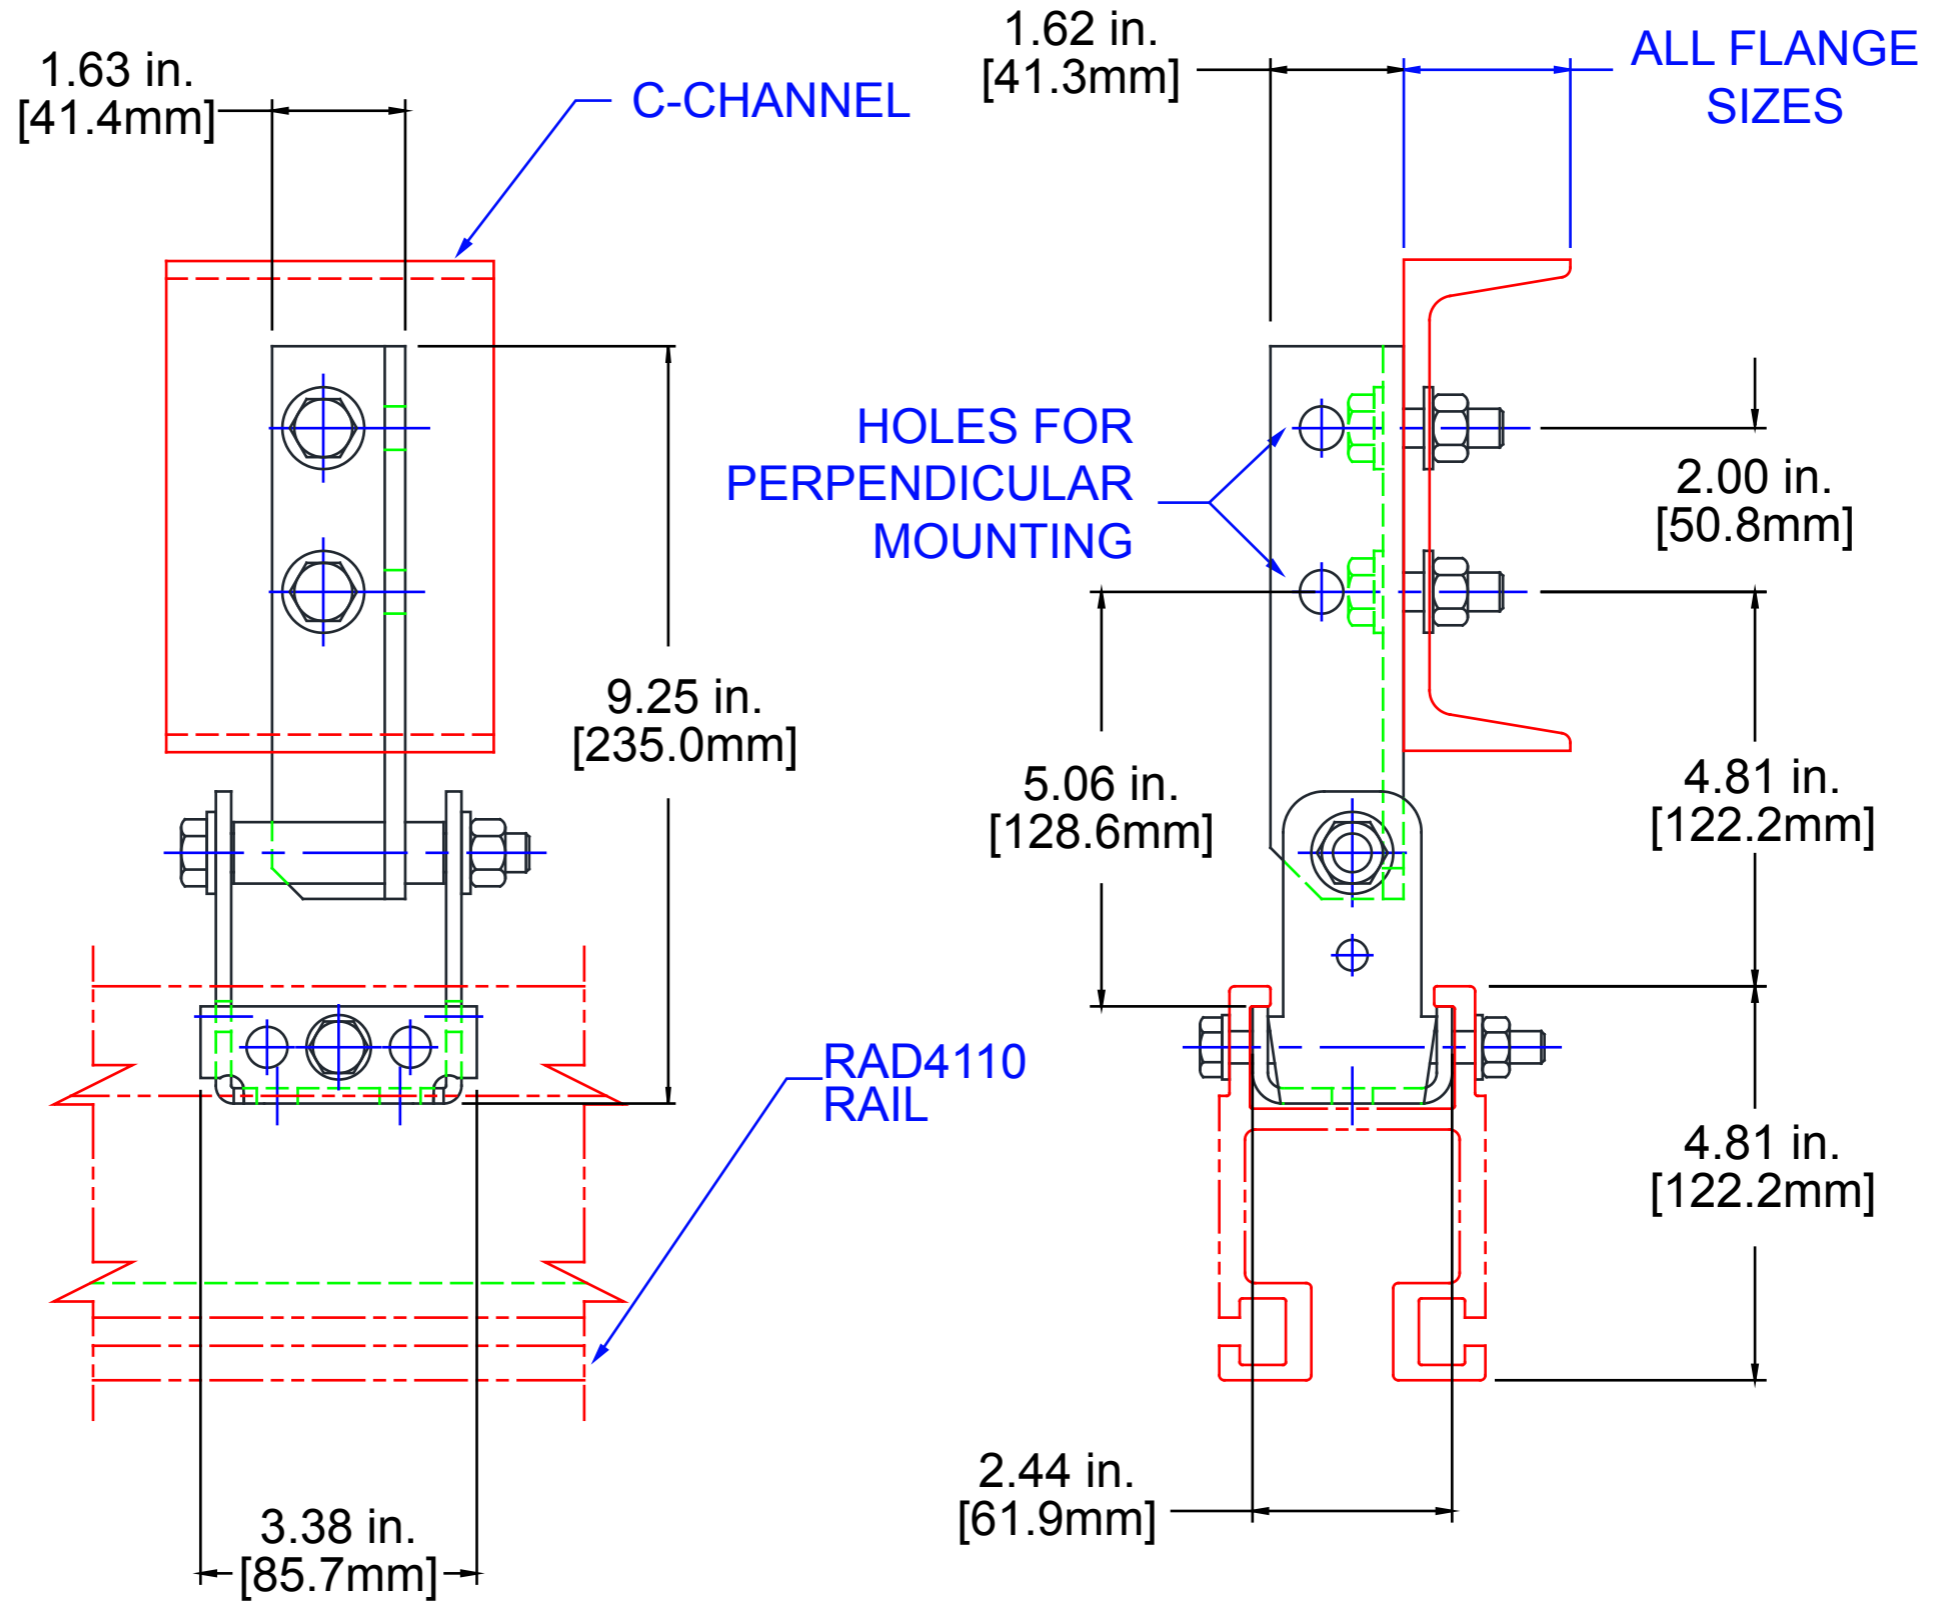 1.63 in.
[41.4mm]
C-CHANNEL
1.62 in.
[41.3mm]
ALL FLANGE
SIZES
HOLES FOR
PERPENDICULAR
MOUNTING
2.00 in.
[50.8mm]
9.25 in.
[235.0mm]
5.06 in.
[128.6mm]
4.81 in.
[122.2mm]
RAD4110
RAIL
4.81 in.
[122.2mm]
2.44 in.
[61.9mm]
3.38 in.
[85.7mm]